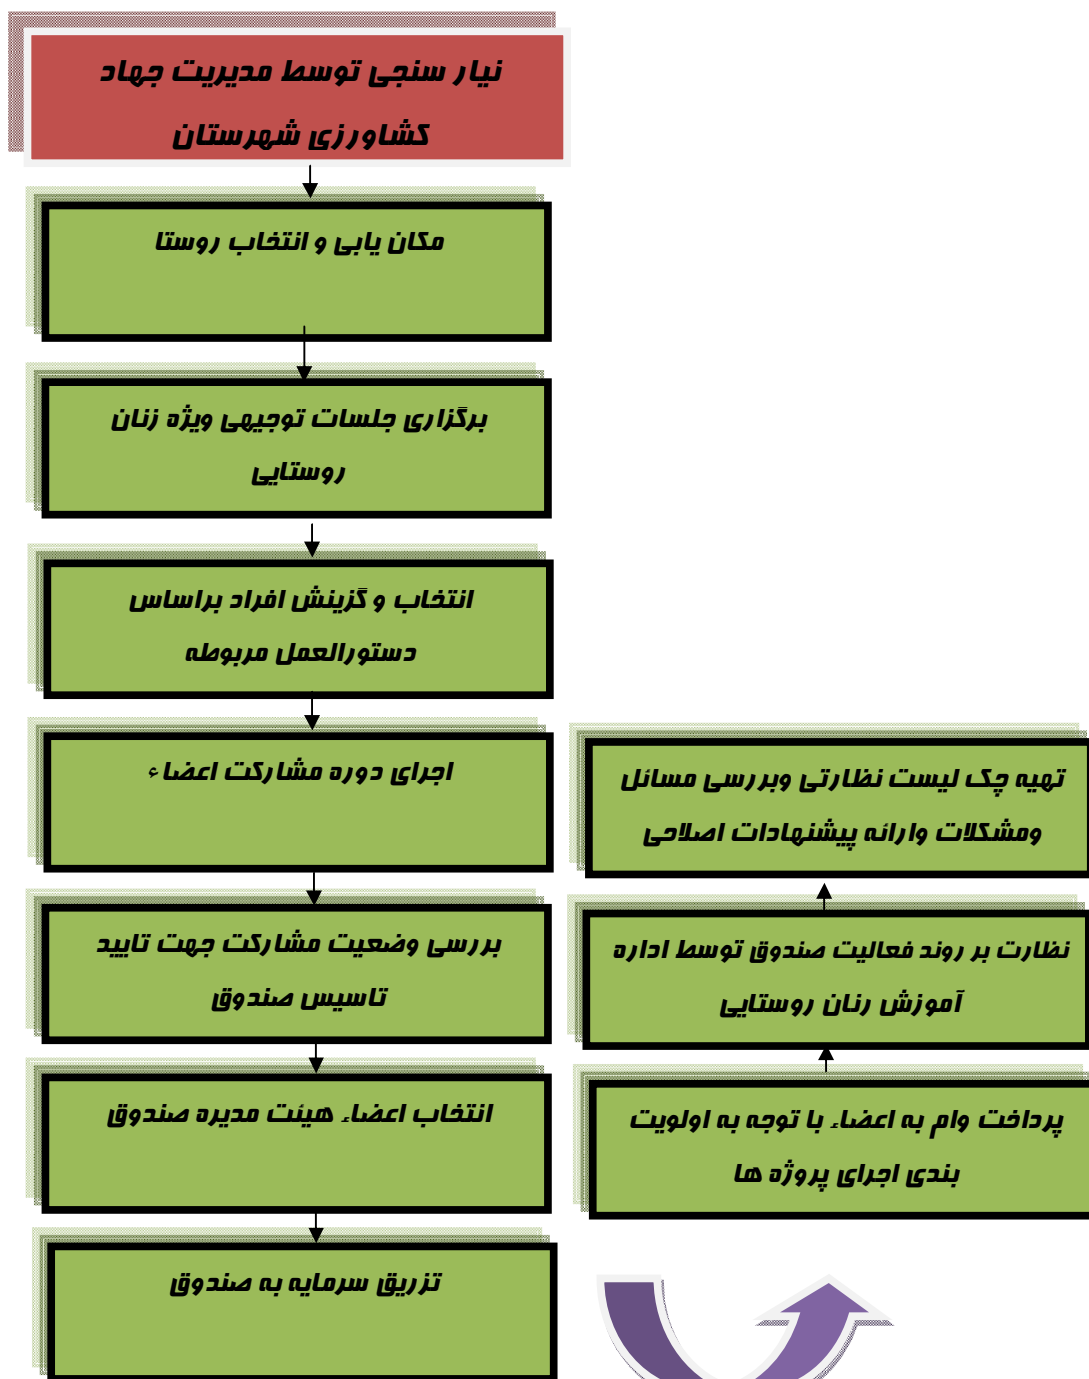 نیار سنجی توسط مدیریت جهاد
کشاورزی شهرستان
مکان یابی و انتخاب روستا
برگزاری جلسات توجیهی ویژه زنان
روستایی
انتخاب و گزینش افراد براساس
دستورالعمل مربوطه
اجرای دوره مشارکت اعضاء
بررسی وضعیت مشارکت جهت تایید
تاسیس صندوق
انتخاب اعضاء هیئت مدیره صندوق
تزریق سرمایه به صندوق
پرداخت وام به اعضاء با توجه به اولویت
بندی اجرای پروژه ها
نظارت بر روند فعالیت صندوق توسط اداره
آموزش رنان روستایی
تهیه چک لیست نظارتی وبررسی مسائل
ومشکلات وارائه پیشنهادات اصلاحی